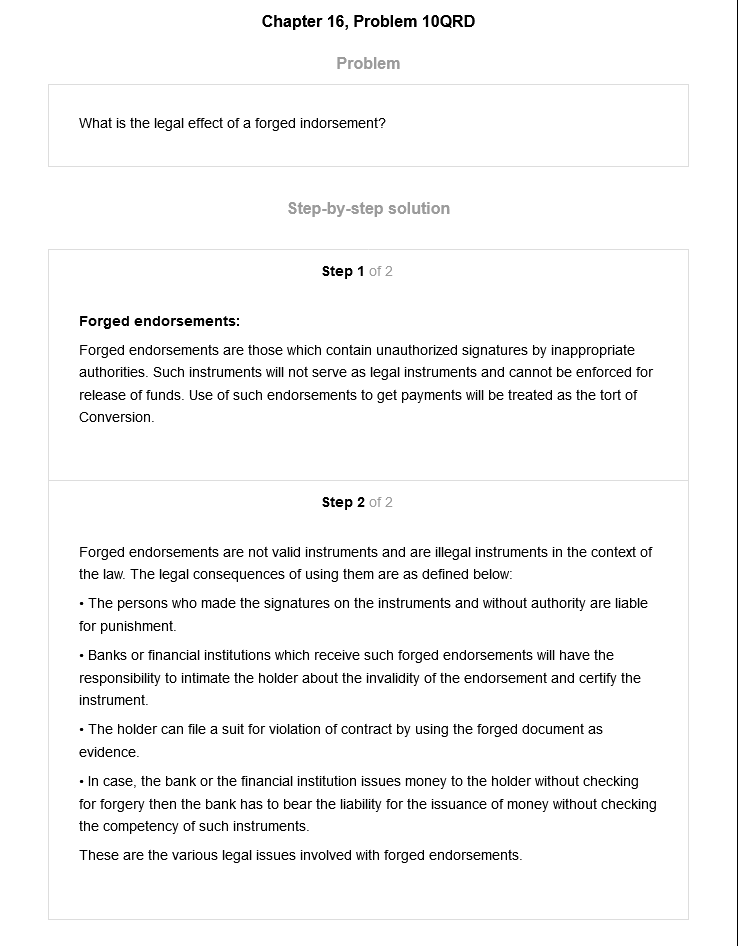 Chapter 16, Problem 10QRD
Problem
What is the legal effect of a forged indorsement?
Step-by-step solution
Step 1 of 2
Forged endorsements:
Forged endorsements are those which contain unauthorized signatures by inappropriate
authorities. Such instruments will not serve as legal instruments and cannot be enforced for
release of funds. Use of such endorsements to get payments will be treated as the tort of
Conversion.
Step 2 of 2
Forged endorsements are not valid instruments and are illegal instruments in the context of
the law. The legal consequences of using them are as defined below:
• The persons who made the signatures on the instruments and without authority are liable
for punishment.
• Banks or financial institutions which receive such forged endorsements will have the
responsibility to intimate the holder about the invalidity of the endorsement and certify the
instrument.
• The holder can file a suit for violation of contract by using the forged document as
evidence.
• In case, the bank or the financial institution issues money to the holder without checking
for forgery then the bank has to bear the liability for the issuance of money without checking
the competency of such instruments.
These are the various legal issues involved with forged endorsements.